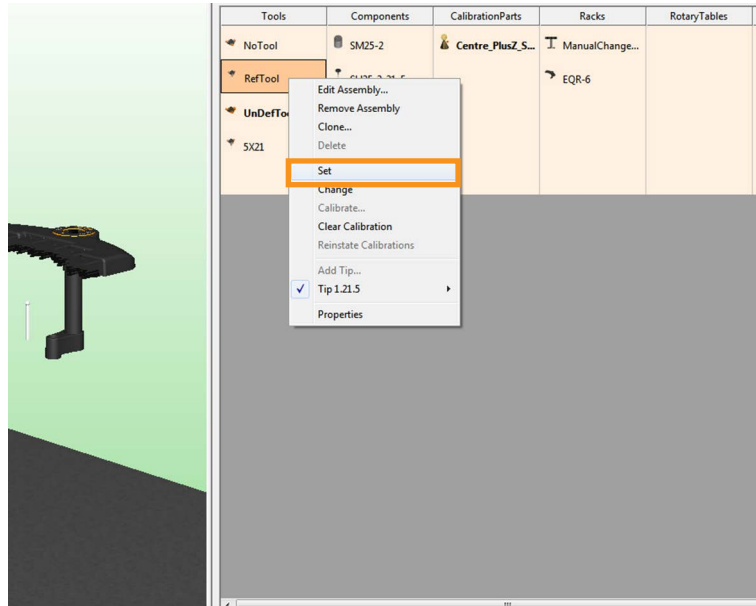 Tools Components CalibrationParts Racks RotaryTables
NoTool SM25-2 Centre_PlusZ_S... ManualChange...
RefTool EQR-6
UnDefToo
5X21
Edit Assembly...
Remove Assembly
Clone...
Delete
Set
Change
Calibrate...
Clear Calibration
Reinstate Calibrations
Add Tip...
Tip 1.21.5
Properties